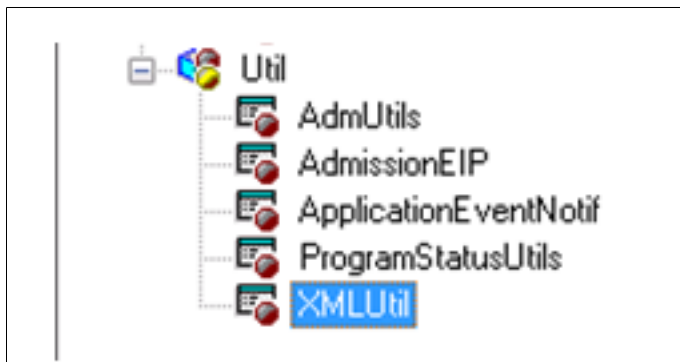 Util
AdmUtils
AdmissionEIP
ApplicationEventNotif
ProgramStatusUtils
XMLUtil